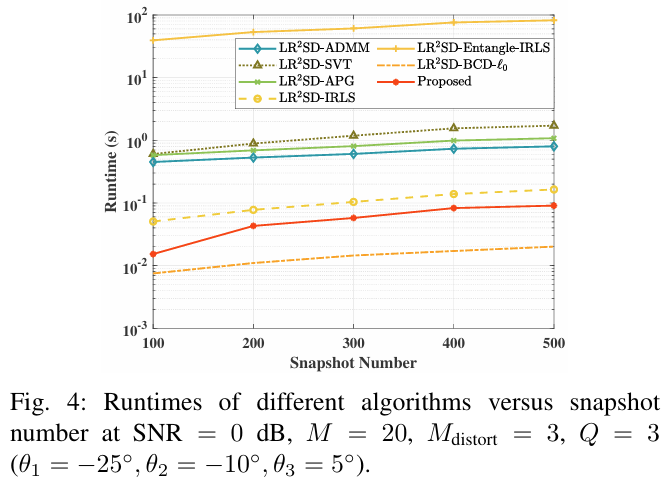 10²
10¹
10⁰
10⁻¹
10⁻²
10⁻³
Runtime (s)
LR²SD-ADMM
LR²SD-SVT
LR²SD-APG
LR²SD-IRLS
LR²SD-Entangle-IRLS
LR²SD-BCD-ℓ₀
Proposed
100 200 300 400 500
Snapshot Number
Fig. 4: Runtimes of different algorithms versus snapshot
number at SNR = 0 dB, M = 20, M_distort = 3, Q = 3
(θ₁ = −25°, θ₂ = −10°, θ₃ = 5°).